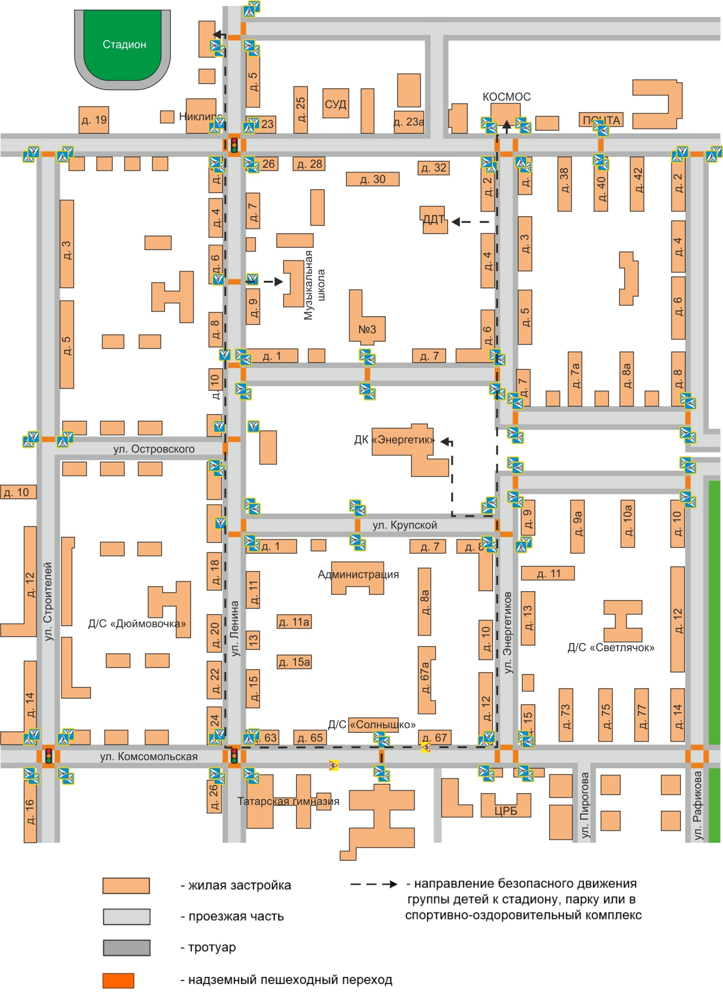 Стадион
д. 5
КОСМОС
д. 19
Никлипс
23
д. 25
СУД
д. 23а
ПОЧТА
26
д. 28
д. 30
д. 32
д. 2
д.
д. 38
д. 40
д. 42
д. 2
д.
д. 4
д. 7
ДДТ
д. 3
д. 6
д. 4
д. 3
д. 4
Музыкальная
школа
д. 9
№3
д. 5
д. 6
д. 5
д. 8
д. 6
д. 1
д. 7
д. 10
д. 7
д. 7а
д. 8а
д. 8
ДК «Энергетик»
ул. Островского
д. 10
ул. Крупской
д. 9
д. 9а
д. 10а
д. 10
д. 1
д. 7
д. 8
д. 12
д. 18
Администрация
д. 11
д. 11
д. 8а
ул. Строителей
Д/С «Дюймовочка»
д. 20
ул. Ленина
д. 11а
13
д. 10
ул. Энергетиков
д. 13
Д/С «Светлячок»
д. 12
д. 15а
д. 22
д. 15
д. 67а
д. 14
24
Д/С «Солнышко»
д. 12
15
д. 73
д. 75
д. 77
д. 14
63
д. 65
д. 67
ул. Комсомольская
д. 16
д. 26
Татарская гимназия
ЦРБ
ул. Пирогова
ул. Рафикова
- жилая застройка
- проезжая часть
- тротуар
- надземный пешеходный переход
- направление безопасного движения
группы детей к стадиону, парку или в
спортивно-оздоровительный комплекс